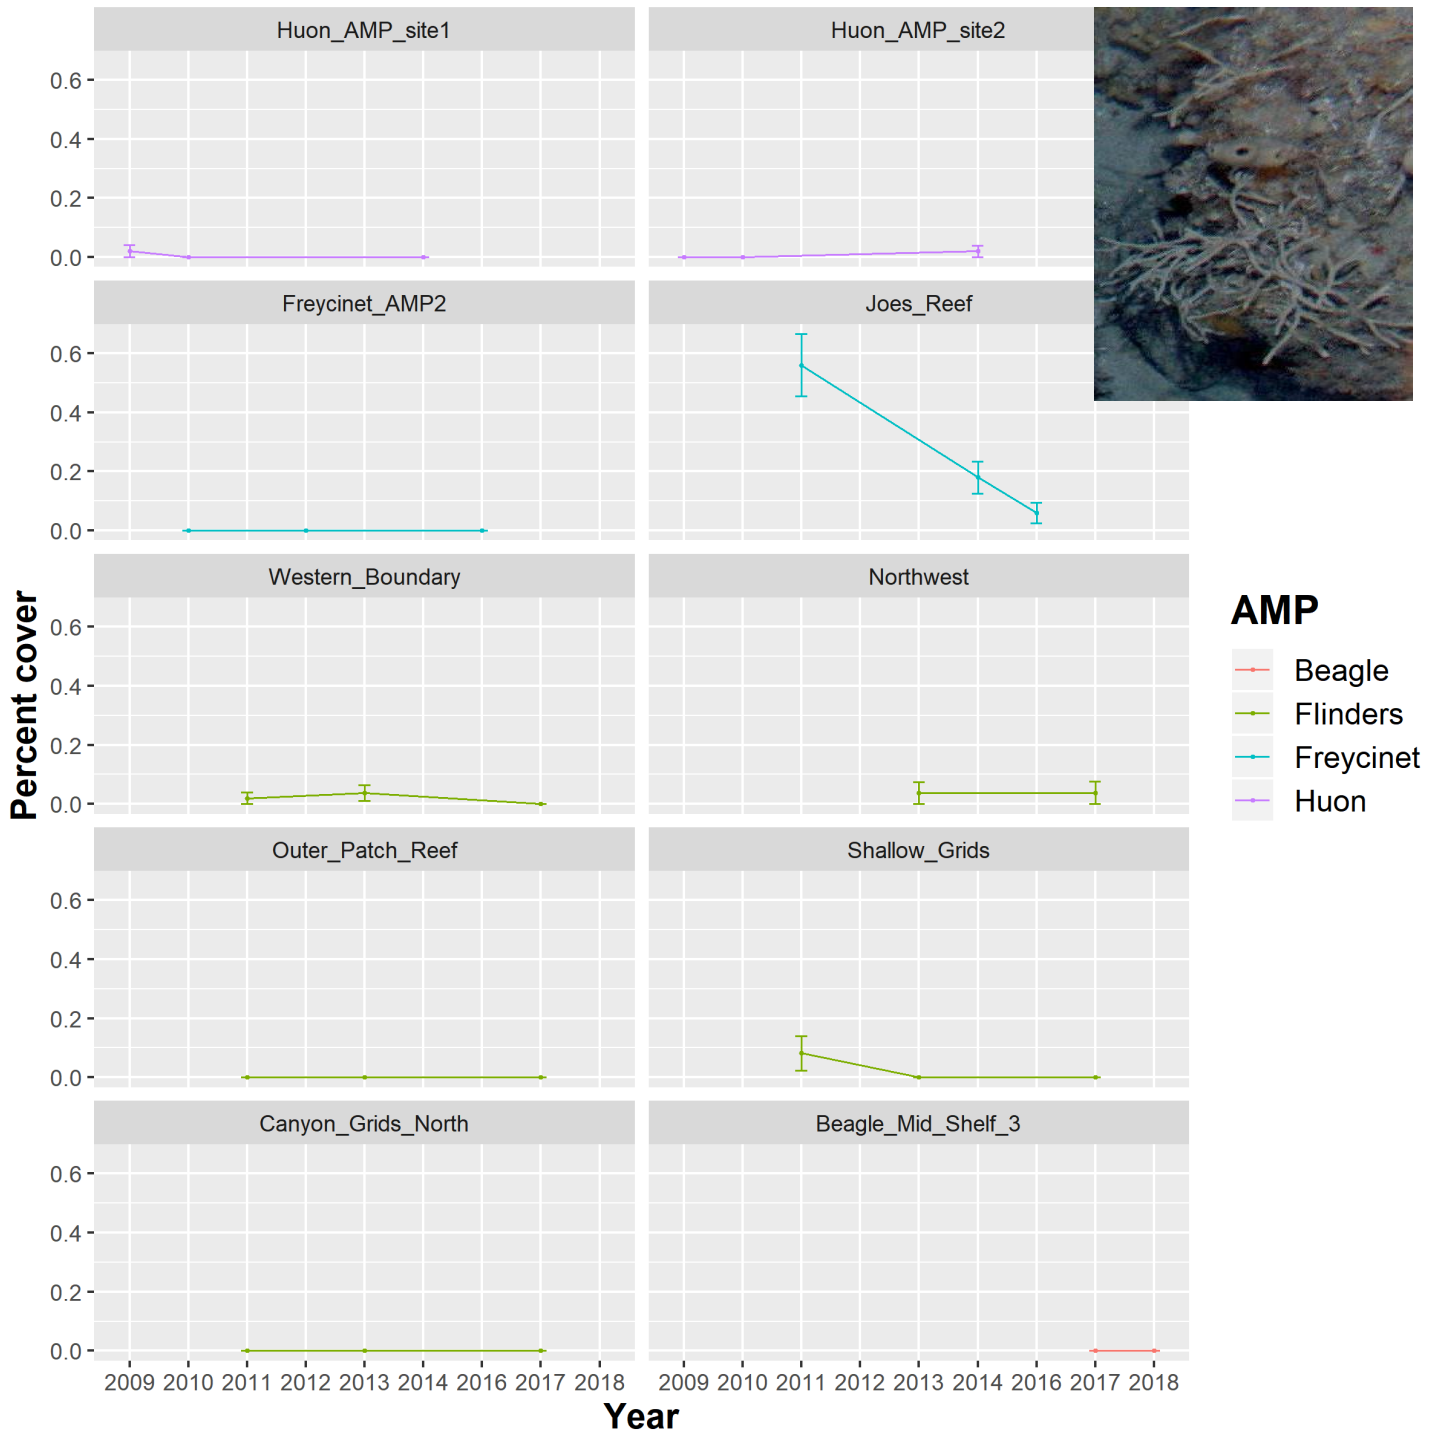 Huon_AMP_site1
Huon_AMP_site2
0.6
0.4
0.2
0.0
Freycinet_AMP2
Joes_Reef
0.6
0.4
0.2
0.0
Western_Boundary
Northwest
0.6
0.4
0.2
0.0
Outer_Patch_Reef
Shallow_Grids
0.6
0.4
0.2
0.0
Canyon_Grids_North
Beagle_Mid_Shelf_3
0.6
0.4
0.2
0.0
2009 2010 2011 2012 2013 2014 2016 2017 2018
2009 2010 2011 2012 2013 2014 2016 2017 2018
Year
Percent cover
AMP
Beagle
Flinders
Freycinet
Huon